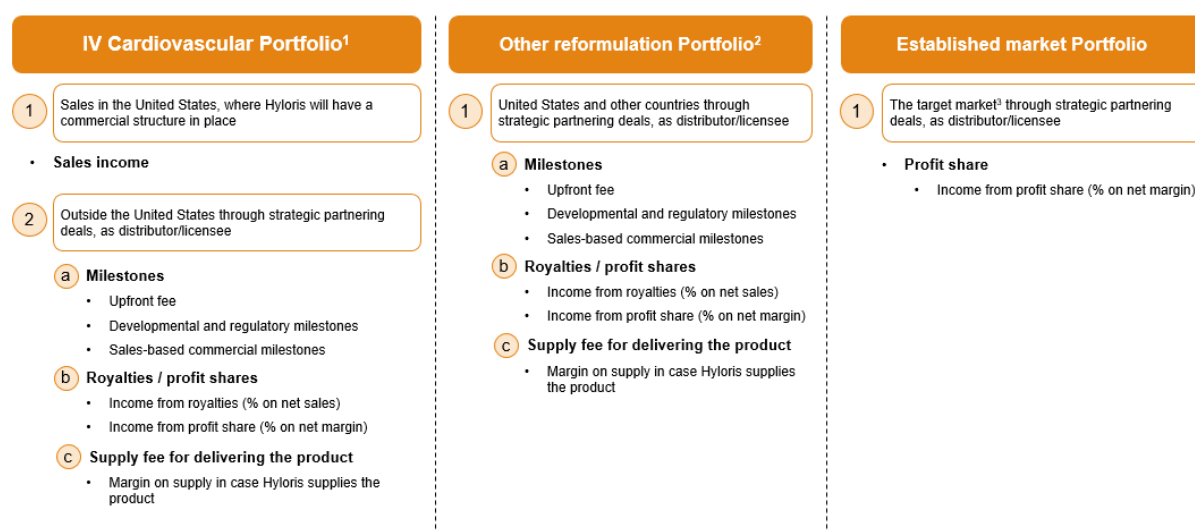 IV Cardiovascular Portfolio¹
1
Sales in the United States, where Hyloris will have a
commercial structure in place
• Sales income
2
Outside the United States through strategic partnering
deals, as distributor/licensee
a Milestones
• Upfront fee
• Developmental and regulatory milestones
• Sales-based commercial milestones
b Royalties / profit shares
• Income from royalties (% on net sales)
• Income from profit share (% on net margin)
c Supply fee for delivering the product
• Margin on supply in case Hyloris supplies the
product
Other reformulation Portfolio²
1
United States and other countries through
strategic partnering deals, as distributor/licensee
a Milestones
• Upfront fee
• Developmental and regulatory milestones
• Sales-based commercial milestones
b Royalties / profit shares
• Income from royalties (% on net sales)
• Income from profit share (% on net margin)
c Supply fee for delivering the product
• Margin on supply in case Hyloris supplies
the product
Established market Portfolio
1
The target market³ through strategic partnering
deals, as distributor/licensee
• Profit share
• Income from profit share (% on net margin)